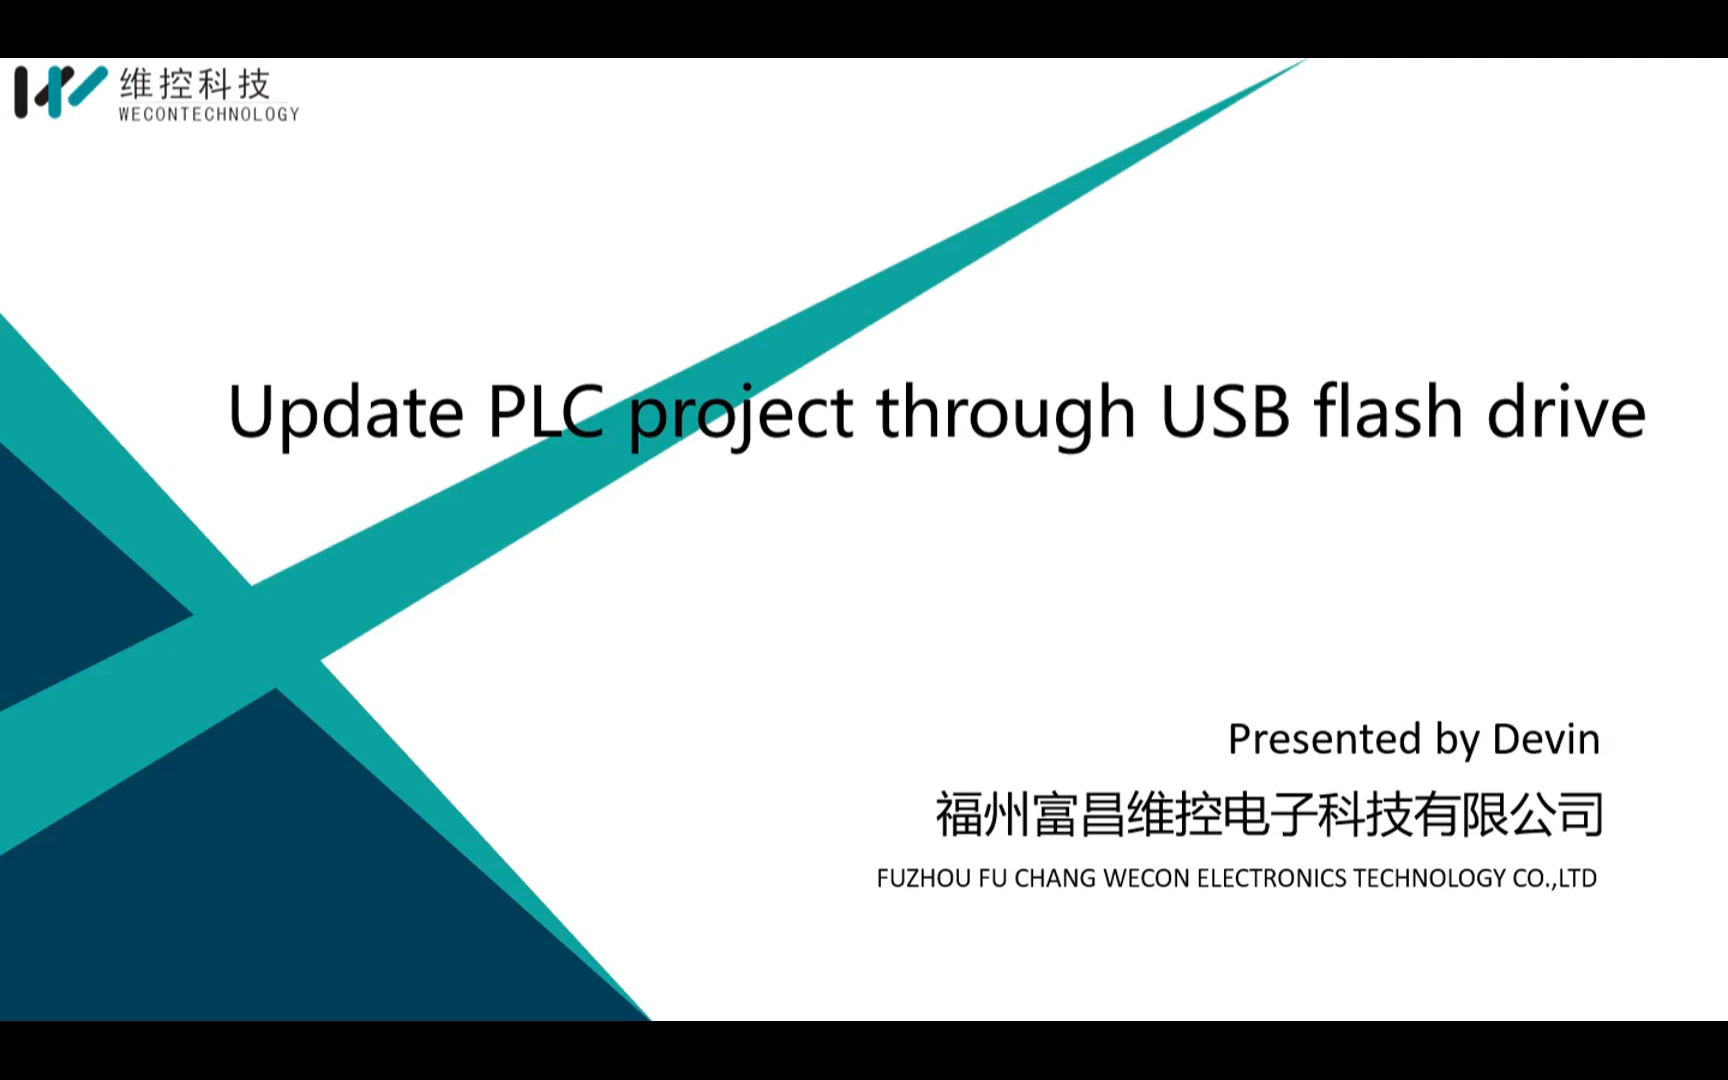 维控科技
WECONTECHNOLOGY
Update PLC project through USB flash drive
Presented by Devin
福州富昌维控电子科技有限公司
FUZHOU FU CHANG WECON ELECTRONICS TECHNOLOGY CO.,LTD